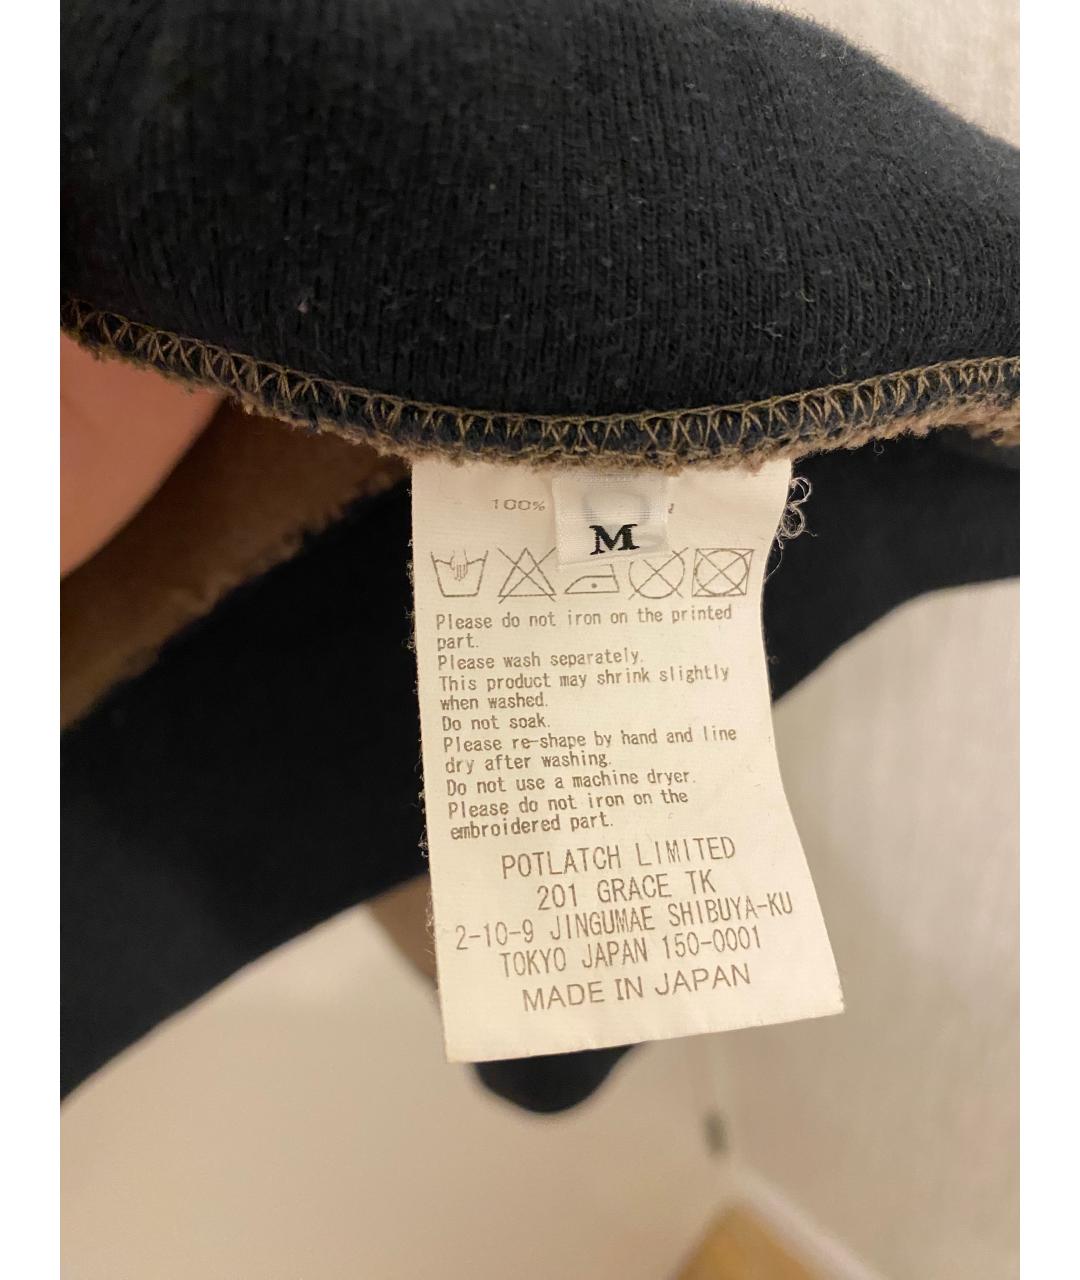 100%
M
Please do not iron on the printed
part.
Please wash separately.
This product may shrink slightly
when washed.
Do not soak.
Please re-shape by hand and line
dry after washing.
Do not use a machine dryer.
Please do not iron on the
embroidered part.
POTLATCH LIMITED
201 GRACE TK
2-10-9 JINGUMAE SHIBUYA-KU
TOKYO JAPAN 150-0001
MADE IN JAPAN